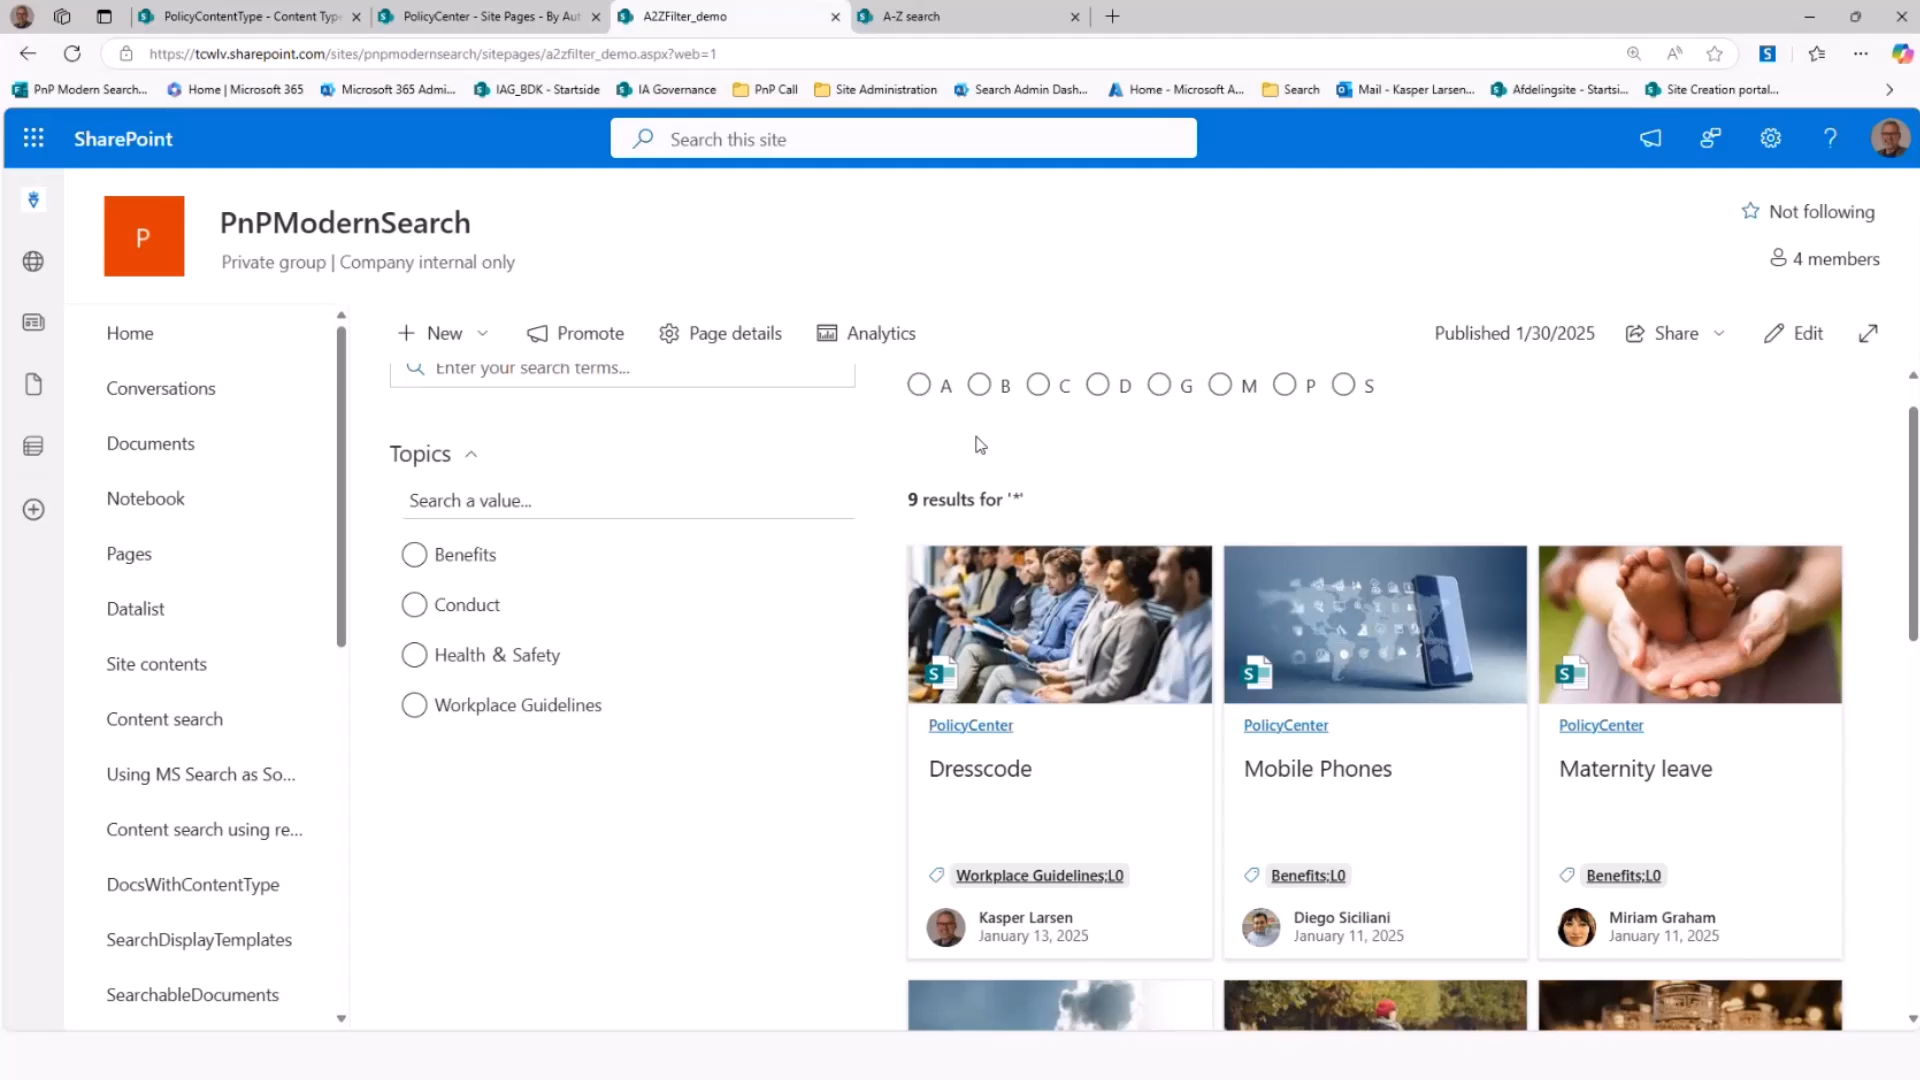 PolicyContentType - Content Typ
PolicyCenter - Site Pages - By Aut
A2ZFilter_demo
A-Z search
https://tcwlv.sharepoint.com/sites/pnpmodernsearch/sitepages/a2zfilter_demo.aspx?web=1
PnP Modern Search...
Home | Microsoft 365
Microsoft 365 Admi...
IAG_BDK - Startside
IA Governance
PnP Call
Site Administration
Search Admin Dash...
Home - Microsoft A...
Search
Mail - Kasper Larsen...
Afdelingsite - Startsi...
Site Creation portal...
SharePoint
Search this site
P
PnPModernSearch
Private group | Company internal only
Not following
4 members
Home
Conversations
Documents
Notebook
Pages
Datalist
Site contents
Content search
Using MS Search as So...
Content search using re...
DocsWithContentType
SearchDisplayTemplates
SearchableDocuments
New
Promote
Page details
Analytics
Published 1/30/2025
Share
Edit
Enter your search terms...
A B C D G M P S
Topics
Search a value...
Benefits
Conduct
Health & Safety
Workplace Guidelines
9 results for '*'
PolicyCenter
Dresscode
Workplace Guidelines;L0
Kasper Larsen
January 13, 2025
PolicyCenter
Mobile Phones
Benefits;L0
Diego Siciliani
January 11, 2025
PolicyCenter
Maternity leave
Benefits;L0
Miriam Graham
January 11, 2025